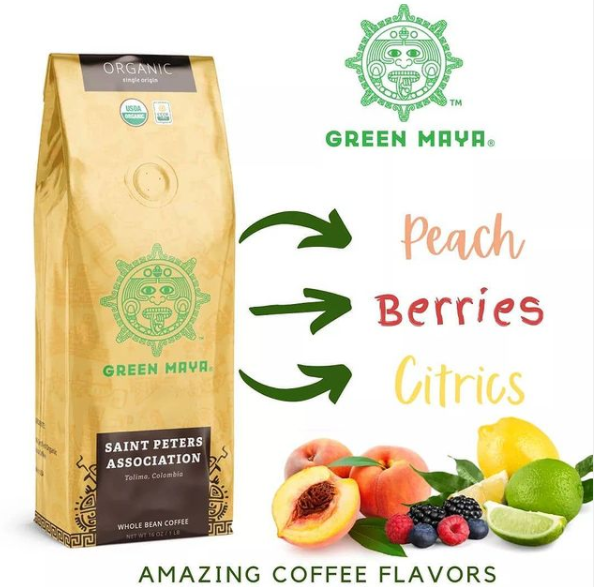 ORGANIC
single origin
USDA
ORGANIC
GREEN MAYA
SAINT PETERS
ASSOCIATION
Tolima, Colombia
WHOLE BEAN COFFEE
NET WT 16 OZ / 1 LB
TM
GREEN MAYA®
Peach
Berries
Citrics
AMAZING COFFEE FLAVORS